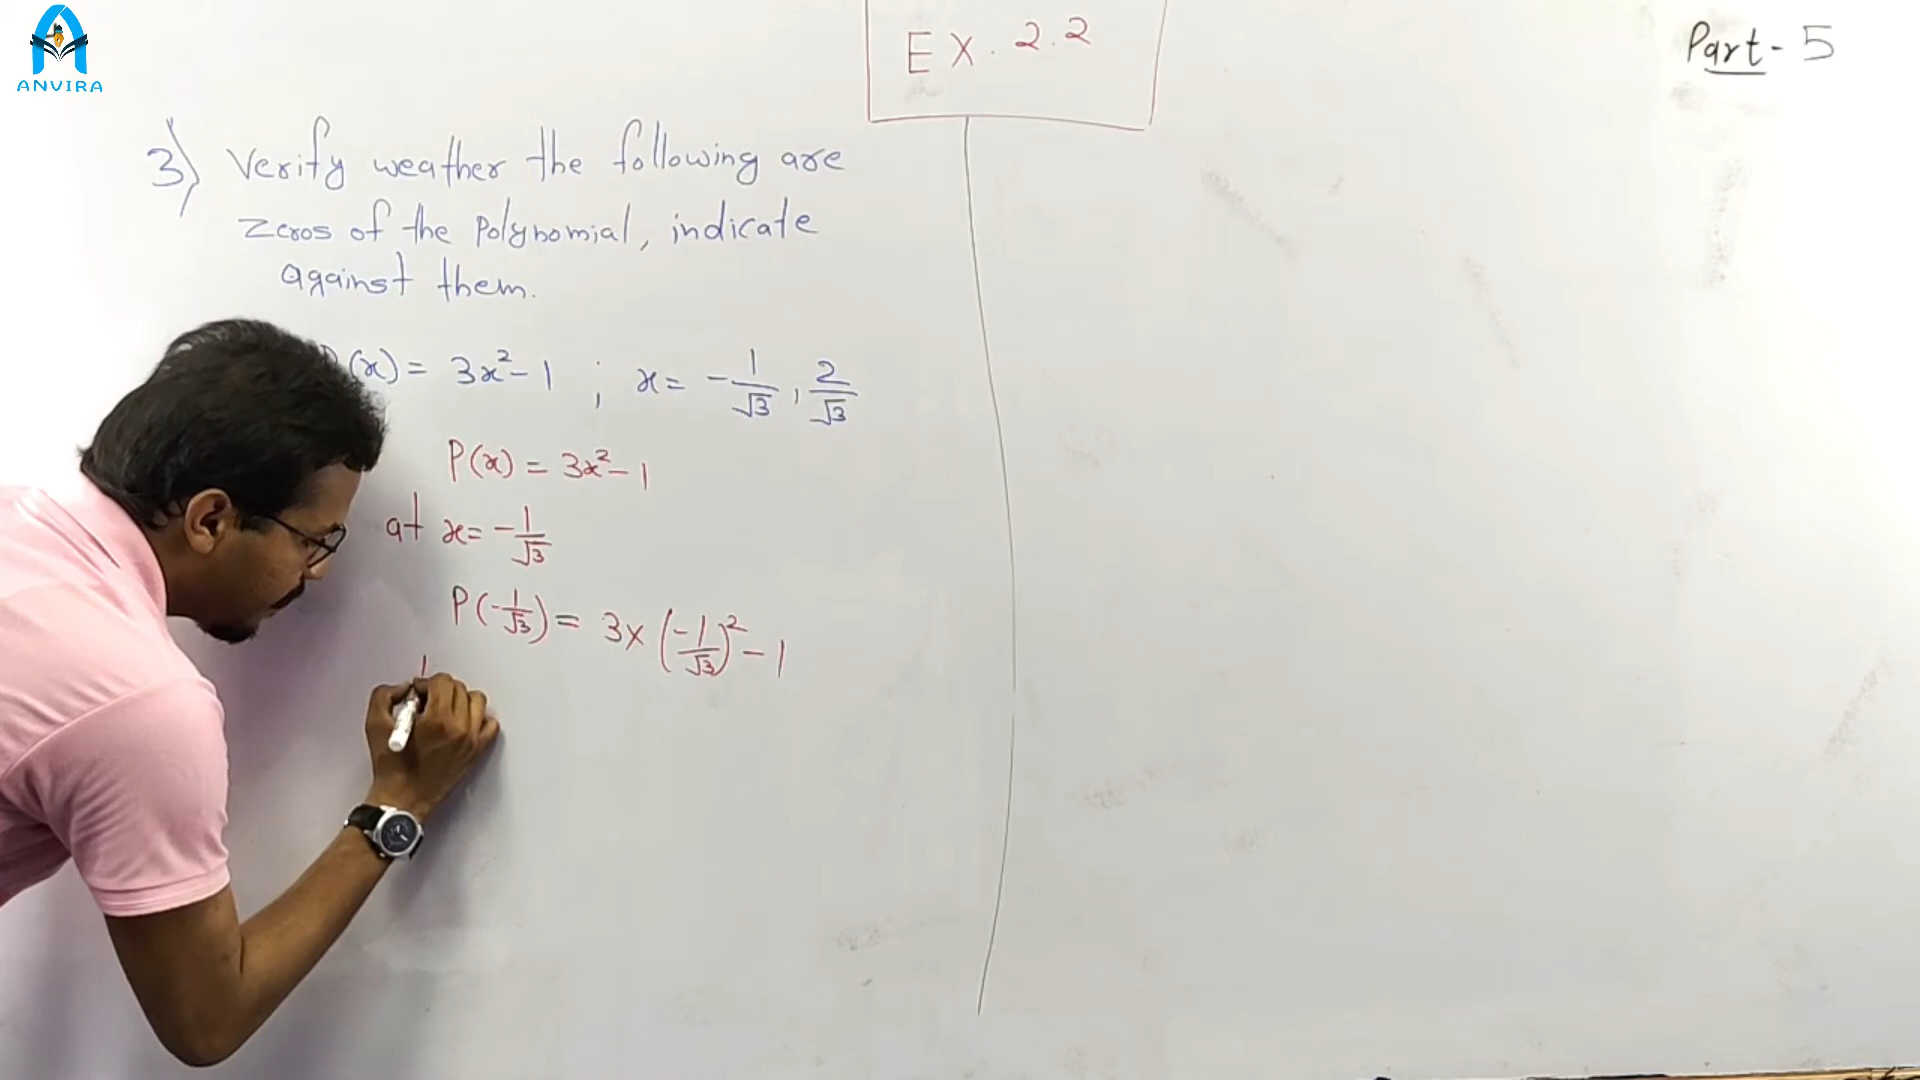 ANVIRA
EX. 2.2
Part - 5
3) Verify weather the following are
zeros of the polynomial, indicate
against them.
(x) = 3x² - 1 ; x = -1/√3, 2/√3
P(x) = 3x² - 1
at x = -1/√3
P(-1/√3) = 3 × (-1/√3)² - 1